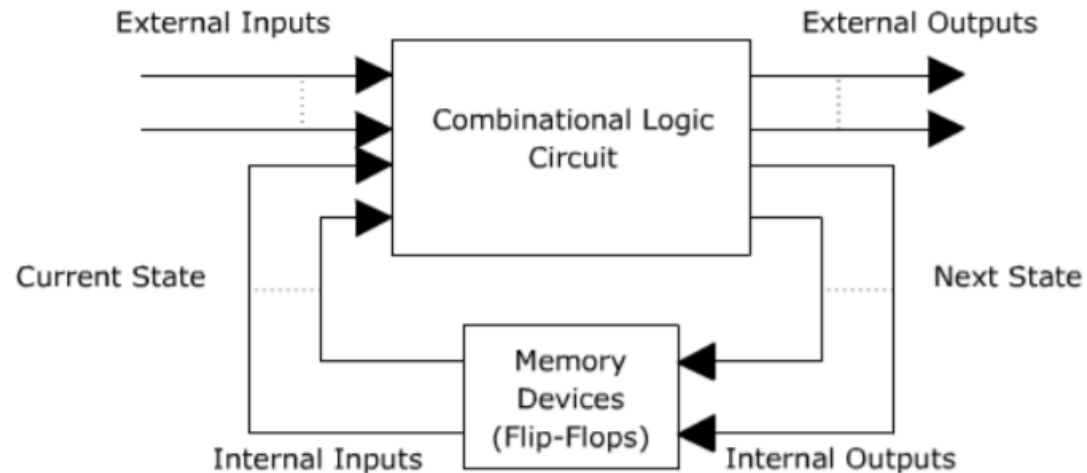 External Inputs
External Outputs
Combinational Logic
Circuit
Current State
Next State
Memory
Devices
(Flip-Flops)
Internal Inputs
Internal Outputs